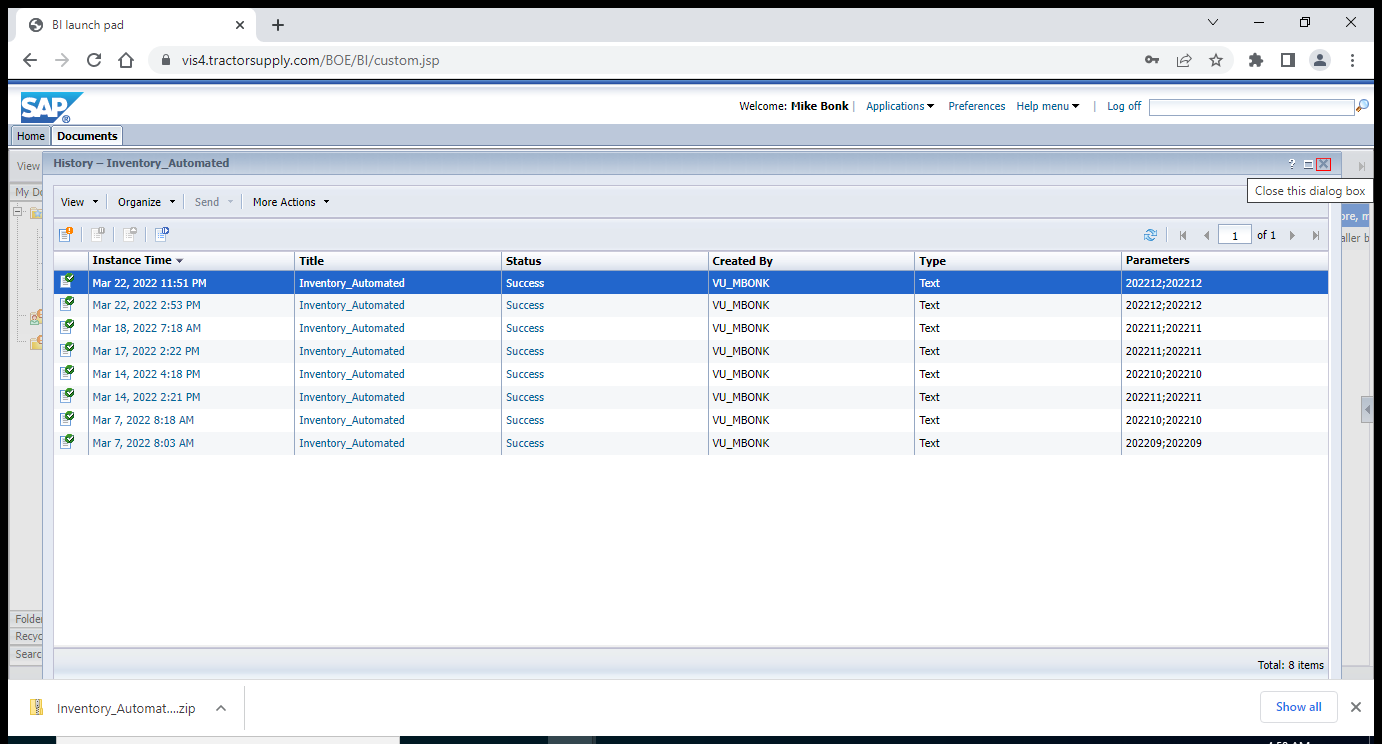 BI launch pad
vis4.tractorsupply.com/BOE/BI/custom.jsp
SAP®
Welcome: Mike Bonk | Applications Preferences Help menu | Log off
Home Documents
View
History – Inventory_Automated ?
Close this dialog box
My Do
View Organize Send More Actions
ore, m
1 of 1
aller b
Instance Time Title Status Created By Type Parameters
Mar 22, 2022 11:51 PM Inventory_Automated Success VU_MBONK Text 202212;202212
Mar 22, 2022 2:53 PM Inventory_Automated Success VU_MBONK Text 202212;202212
Mar 18, 2022 7:18 AM Inventory_Automated Success VU_MBONK Text 202211;202211
Mar 17, 2022 2:22 PM Inventory_Automated Success VU_MBONK Text 202211;202211
Mar 14, 2022 4:18 PM Inventory_Automated Success VU_MBONK Text 202210;202210
Mar 14, 2022 2:21 PM Inventory_Automated Success VU_MBONK Text 202211;202211
Mar 7, 2022 8:18 AM Inventory_Automated Success VU_MBONK Text 202210;202210
Mar 7, 2022 8:03 AM Inventory_Automated Success VU_MBONK Text 202209;202209
Folder
Recyc
Searc
Total: 8 items
Inventory_Automat....zip
Show all